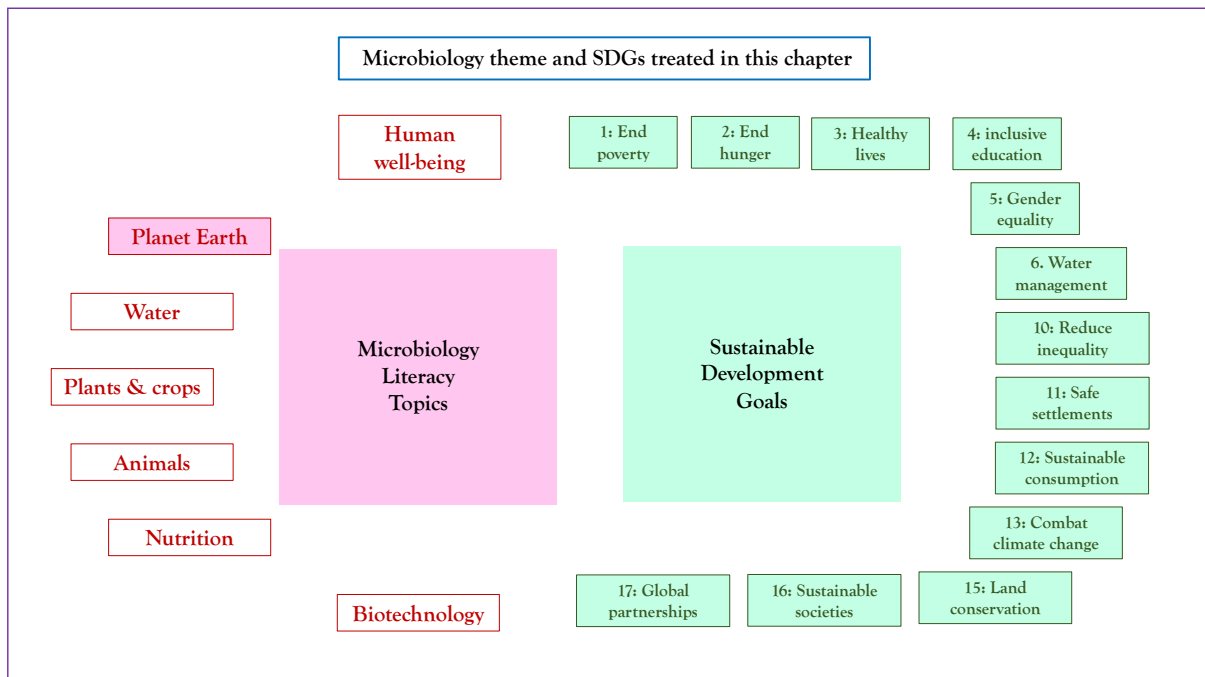 Microbiology theme and SDGs treated in this chapter
Human
well-being
Planet Earth
Water
Plants & crops
Animals
Nutrition
Biotechnology
Microbiology
Literacy
Topics
Sustainable
Development
Goals
1: End
poverty
2: End
hunger
3: Healthy
lives
4: inclusive
education
5: Gender
equality
6. Water
management
10: Reduce
inequality
11: Safe
settlements
12: Sustainable
consumption
13: Combat
climate change
15: Land
conservation
16: Sustainable
societies
17: Global
partnerships